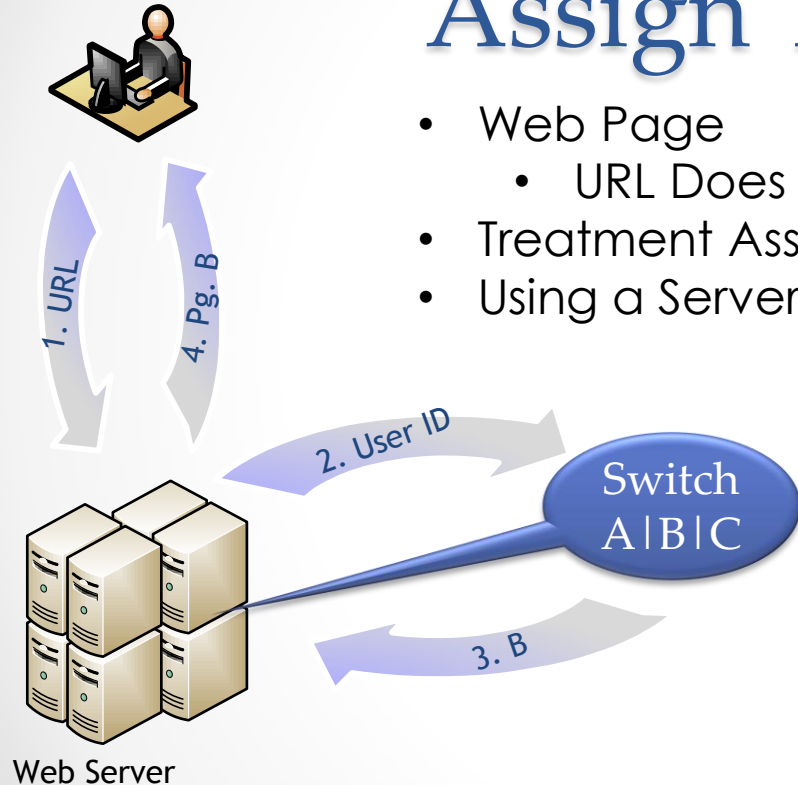 Assign
• Web Page
• URL Does
• Treatment Ass
• Using a Server
1. URL
4. Pg. B
2. User ID
Switch
A|B|C
3. B
Web Server